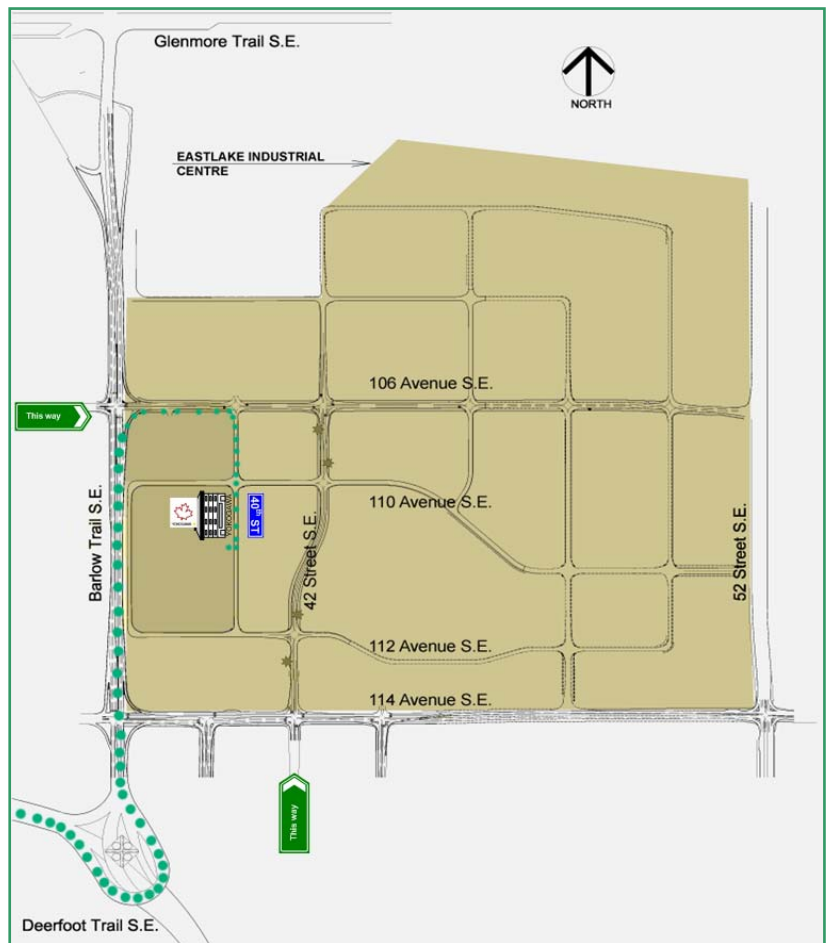 Glenmore Trail S.E.
NORTH
EASTLAKE INDUSTRIAL
CENTRE
106 Avenue S.E.
This way
110 Avenue S.E.
40th ST
YOKOGAWA
Barlow Trail S.E.
42 Street S.E.
52 Street S.E.
112 Avenue S.E.
114 Avenue S.E.
This way
Deerfoot Trail S.E.